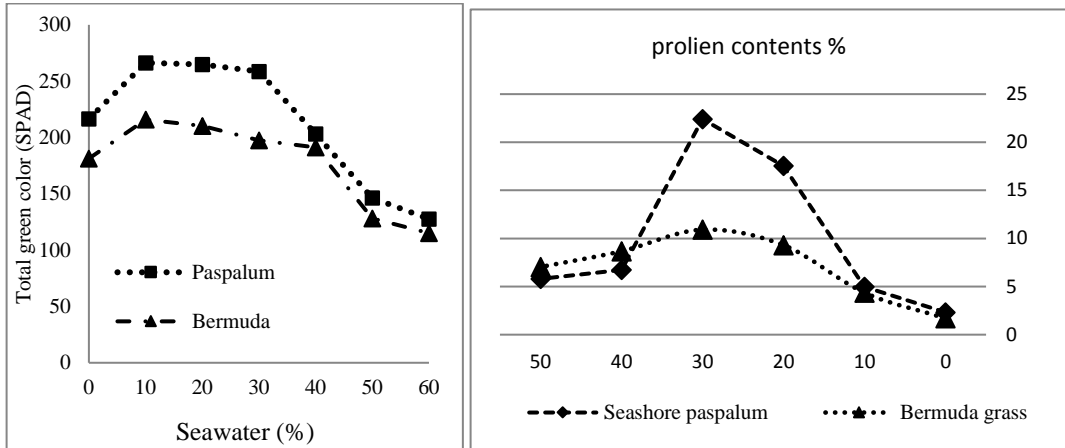 300
250
200
150
100
50
0
Total green color (SPAD)
Paspalum
Bermuda
0 10 20 30 40 50 60
Seawater (%)
prolien contents %
25
20
15
10
5
0
50 40 30 20 10 0
Seashore paspalum Bermuda grass